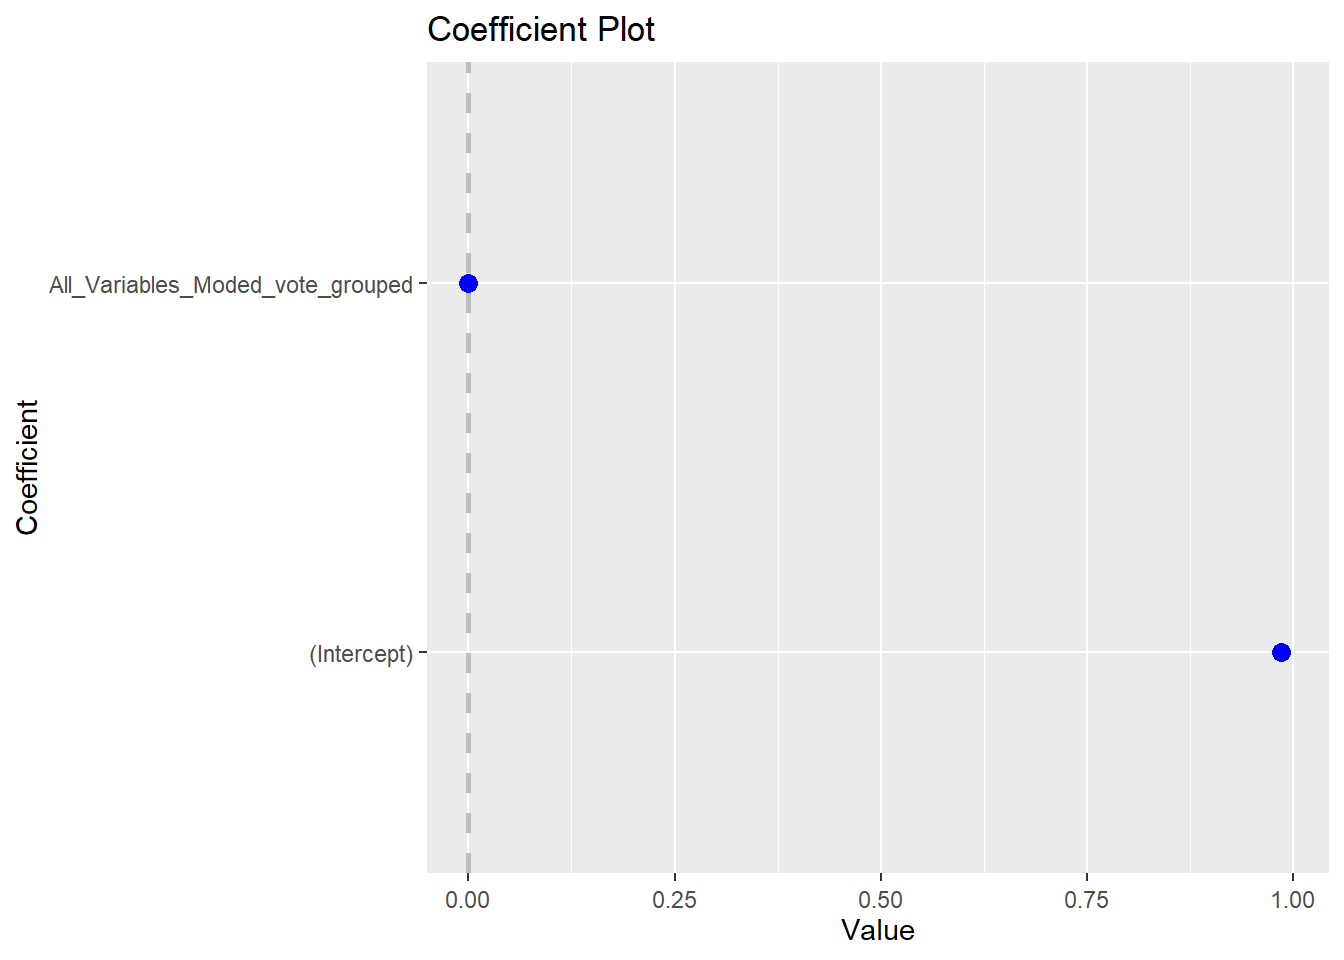 Coefficient Plot
Coefficient
All_Variables_Moded_vote_grouped
(Intercept)
0.00 0.25 0.50 0.75 1.00
Value